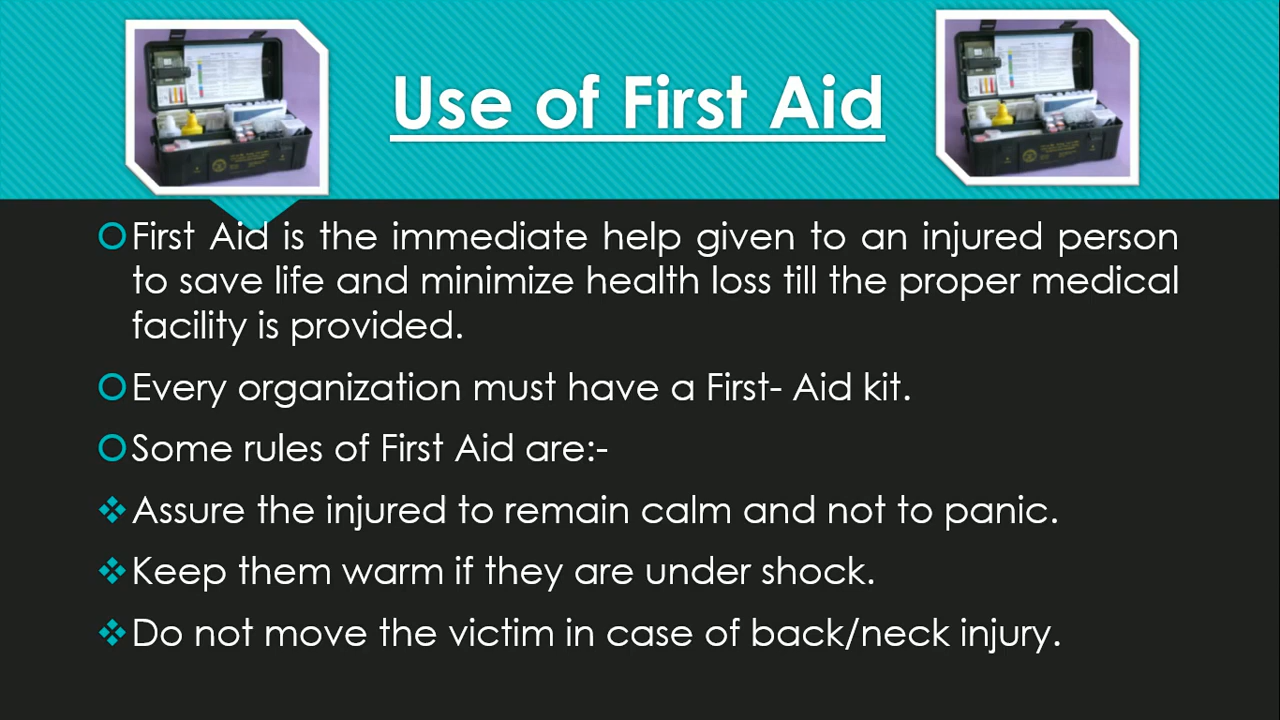 Use of First Aid
First Aid is the immediate help given to an injured person
to save life and minimize health loss till the proper medical
facility is provided.
Every organization must have a First- Aid kit.
Some rules of First Aid are:-
Assure the injured to remain calm and not to panic.
Keep them warm if they are under shock.
Do not move the victim in case of back/neck injury.